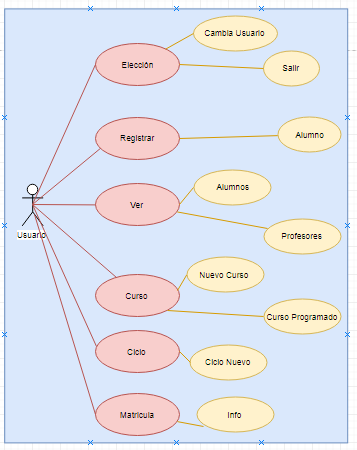 Cambia Usuario
Elección
Salir
Registrar
Alumno
Alumnos
Ver
Usuario
Profesores
Nuevo Curso
Curso
Curso Programado
Ciclo
Ciclo Nuevo
Matricula
Info